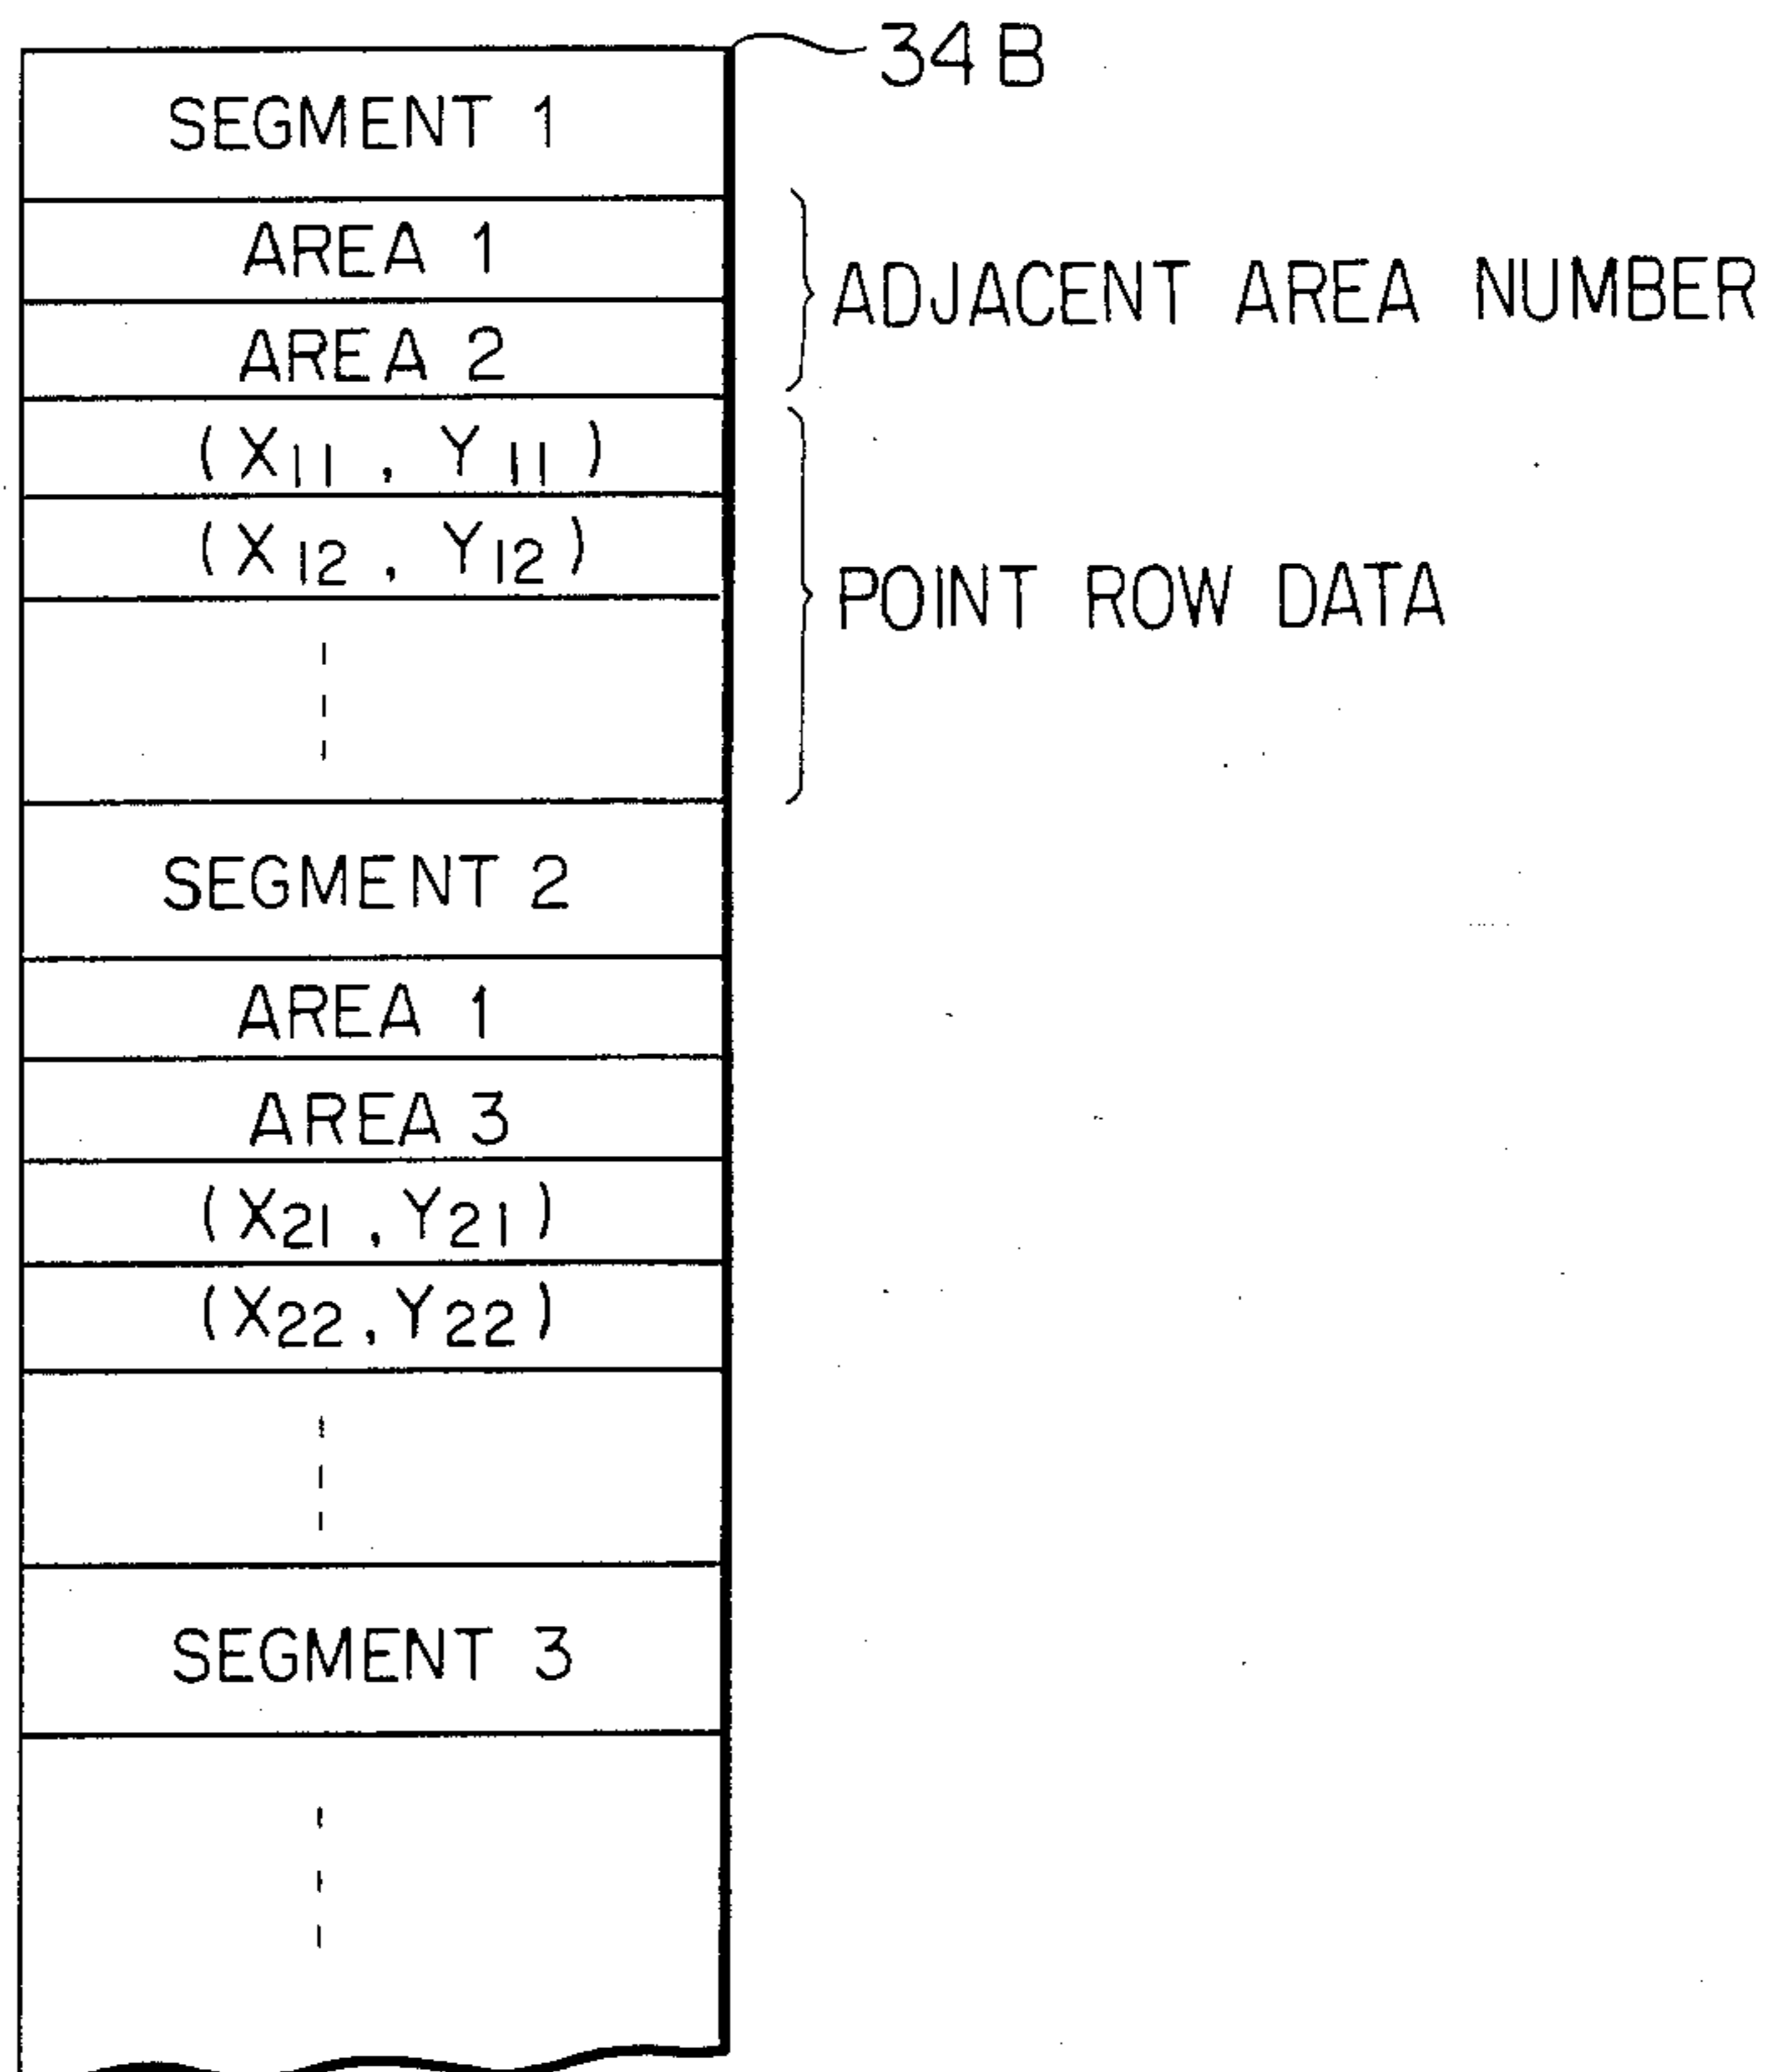 34B
SEGMENT 1
AREA 1
ADJACENT AREA NUMBER
AREA 2
(X11, Y11)
(X12, Y12)
POINT ROW DATA
SEGMENT 2
AREA 1
AREA 3
(X21, Y21)
(X22, Y22)
SEGMENT 3